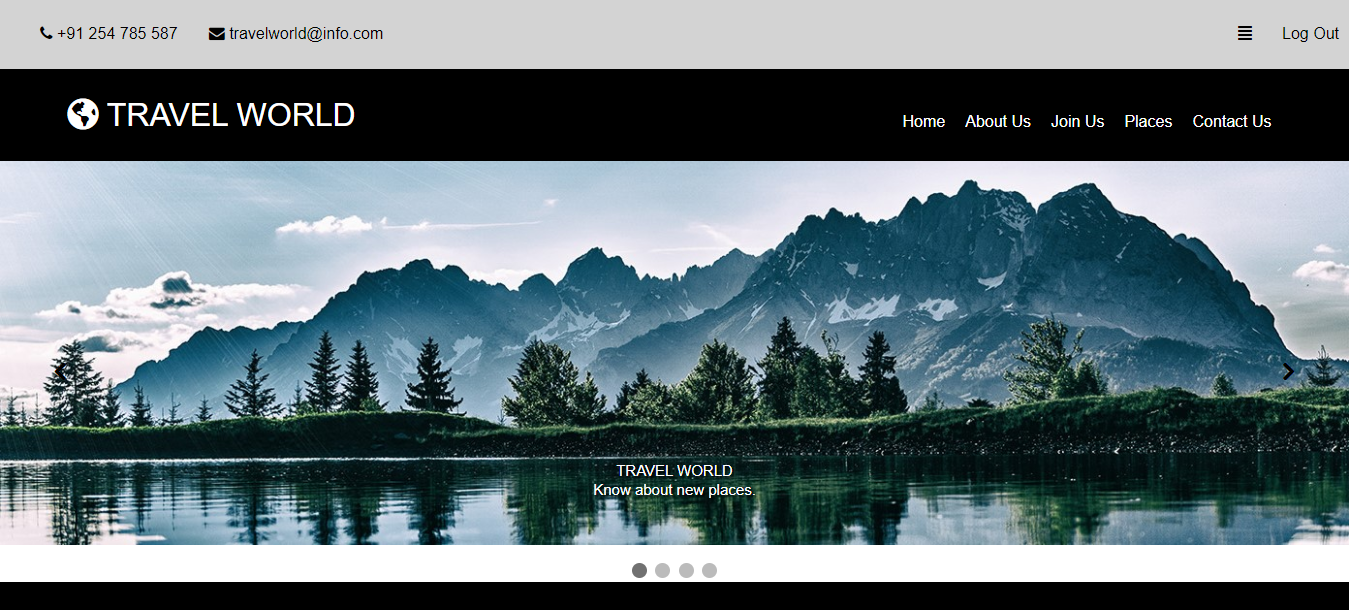 +91 254 785 587 travelworld@info.com Log Out
TRAVEL WORLD
Home About Us Join Us Places Contact Us
TRAVEL WORLD
Know about new places.